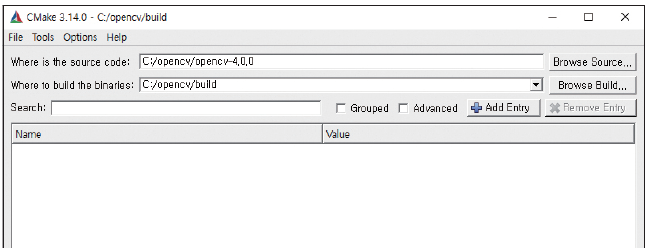 CMake 3.14.0 - C:/opencv/build
File Tools Options Help
Where is the source code: C:/opencv/opencv-4.0.0 Browse Source...
Where to build the binaries: C:/opencv/build Browse Build...
Search: Grouped Advanced Add Entry Remove Entry
Name Value